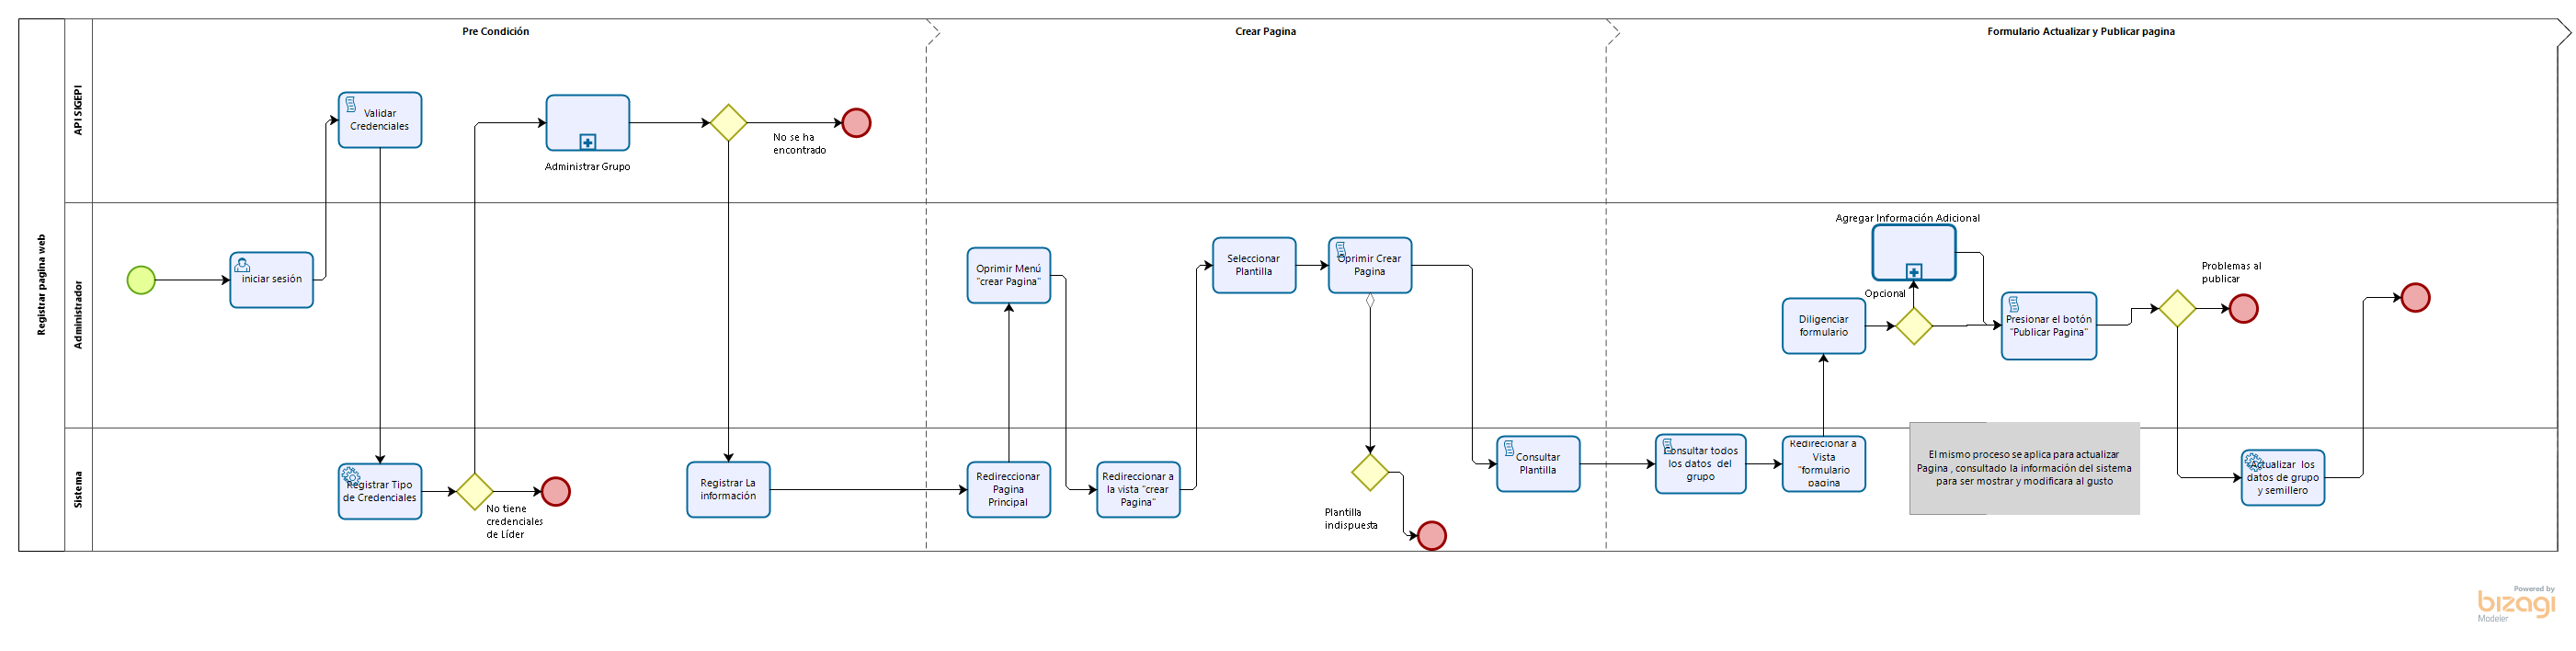 Pre Condición
Crear Pagina
Formulario Actualizar y Publicar pagina
Registrar pagina web
API SIGEPI
Administrador
Sistema
Validar
Credenciales
Administrar Grupo
No se ha
encontrado
iniciar sesión
Registrar Tipo
de Credenciales
No tiene
credenciales
de Líder
Registrar La
información
Redireccionar
Pagina
Principal
Oprimir Menú
"crear Pagina"
Redireccionar a
la vista "crear
Pagina"
Seleccionar
Plantilla
Oprimir Crear
Pagina
Plantilla
indispuesta
Consultar
Plantilla
Consultar todos
los datos del
grupo
Redirecionar a
Vista
"formulario
pagina
Diligenciar
formulario
Opcional
Agregar Información Adicional
Presionar el botón
"Publicar Pagina"
Problemas al
publicar
El mismo proceso se aplica para actualizar
Pagina , consultado la información del sistema
para ser mostrar y modificara al gusto
Actualizar los
datos de grupo
y semillero
Powered by
bizagi
Modeler